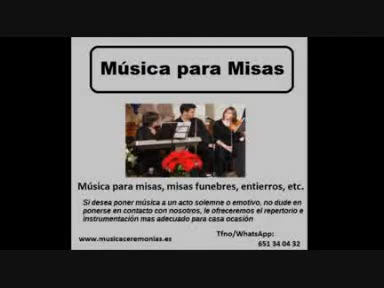 Música para Misas
Música para misas, misas funebres, entierros, etc.
Si desea poner música a un acto solemne o emotivo, no dude en
ponerse en contacto con nosotros, le ofreceremos el repertorio e
instrumentación mas adecuado para casa ocasión
www.musicaceremonias.es
Tfno/WhatsApp:
651 34 04 32